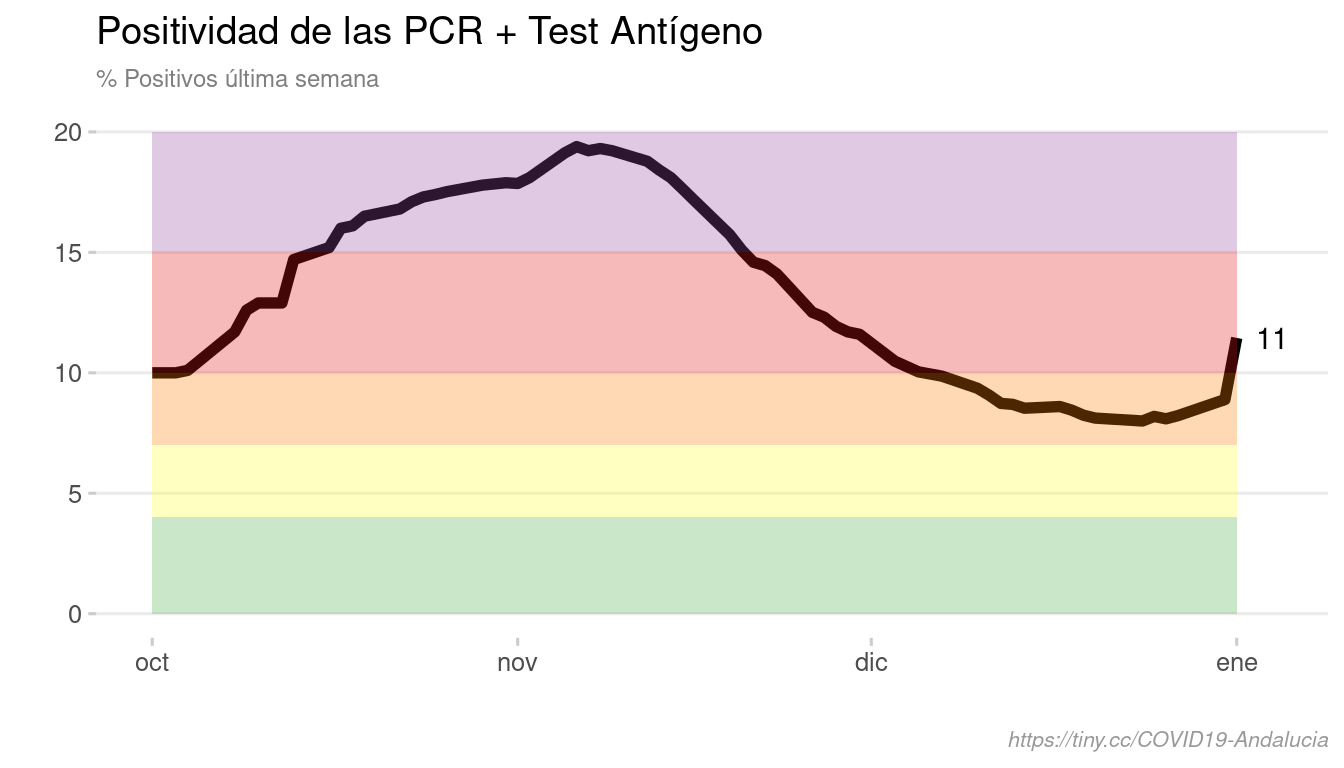 Positividad de las PCR + Test Antígeno
% Positivos última semana
20
15
10
5
0
11
oct nov dic ene
https://tiny.cc/COVID19-Andalucia